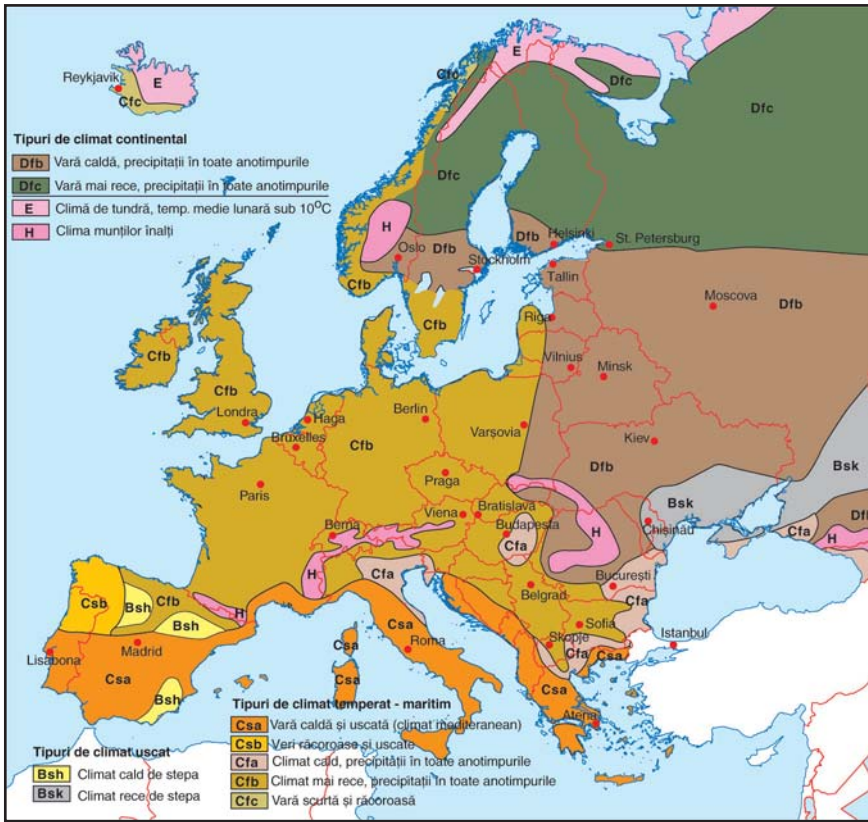 E
Reykjavik
Cfc
Cfc
E
Dfc
Dfc
Tipuri de climat continental
Dfb Vară caldă, precipitații în toate anotimpurile
Dfc Vară mai rece, precipitații în toate anotimpurile
E Climă de tundră, temp. medie lunară sub 10⁰C
H Clima munților înalți
Dfc
H
Oslo
Dfb
Dfb
Helsinki
St. Petersburg
Stockholm
Tallin
Cfb
Moscova
Dfb
Riga
Cfb
Cfb
Vilnius
Minsk
Cfb
Londra
Haga
Berlin
Varșovia
Bruxelles
Cfb
Kiev
Dfb
Praga
Paris
Bsk
Bsk
Viena
Bratislava
Budapesta
Berna
H
Chișinău
Cfa
Dfb
Cfa
H
Cfa
H
București
Csb
Bsh
Cfb
H
Belgrad
Cfa
Bsh
Csa
Sofia
Skopje
Istanbul
Lisabona
Madrid
Csa
Roma
Cfa
Csa
Csa
Csa
Csa
Bsh
Atena
Tipuri de climat temperat - maritim
Csa Vară caldă și uscată (climat mediteranean)
Csb Veri răcoroase și uscate
Cfa Climat cald, precipității în toate anotimpurile
Cfb Climat mai rece, precipitații în toate anotimpurile
Cfc Vară scurtă și răcoroasă
Tipuri de climat uscat
Bsh Climat cald de stepa
Bsk Climat rece de stepa